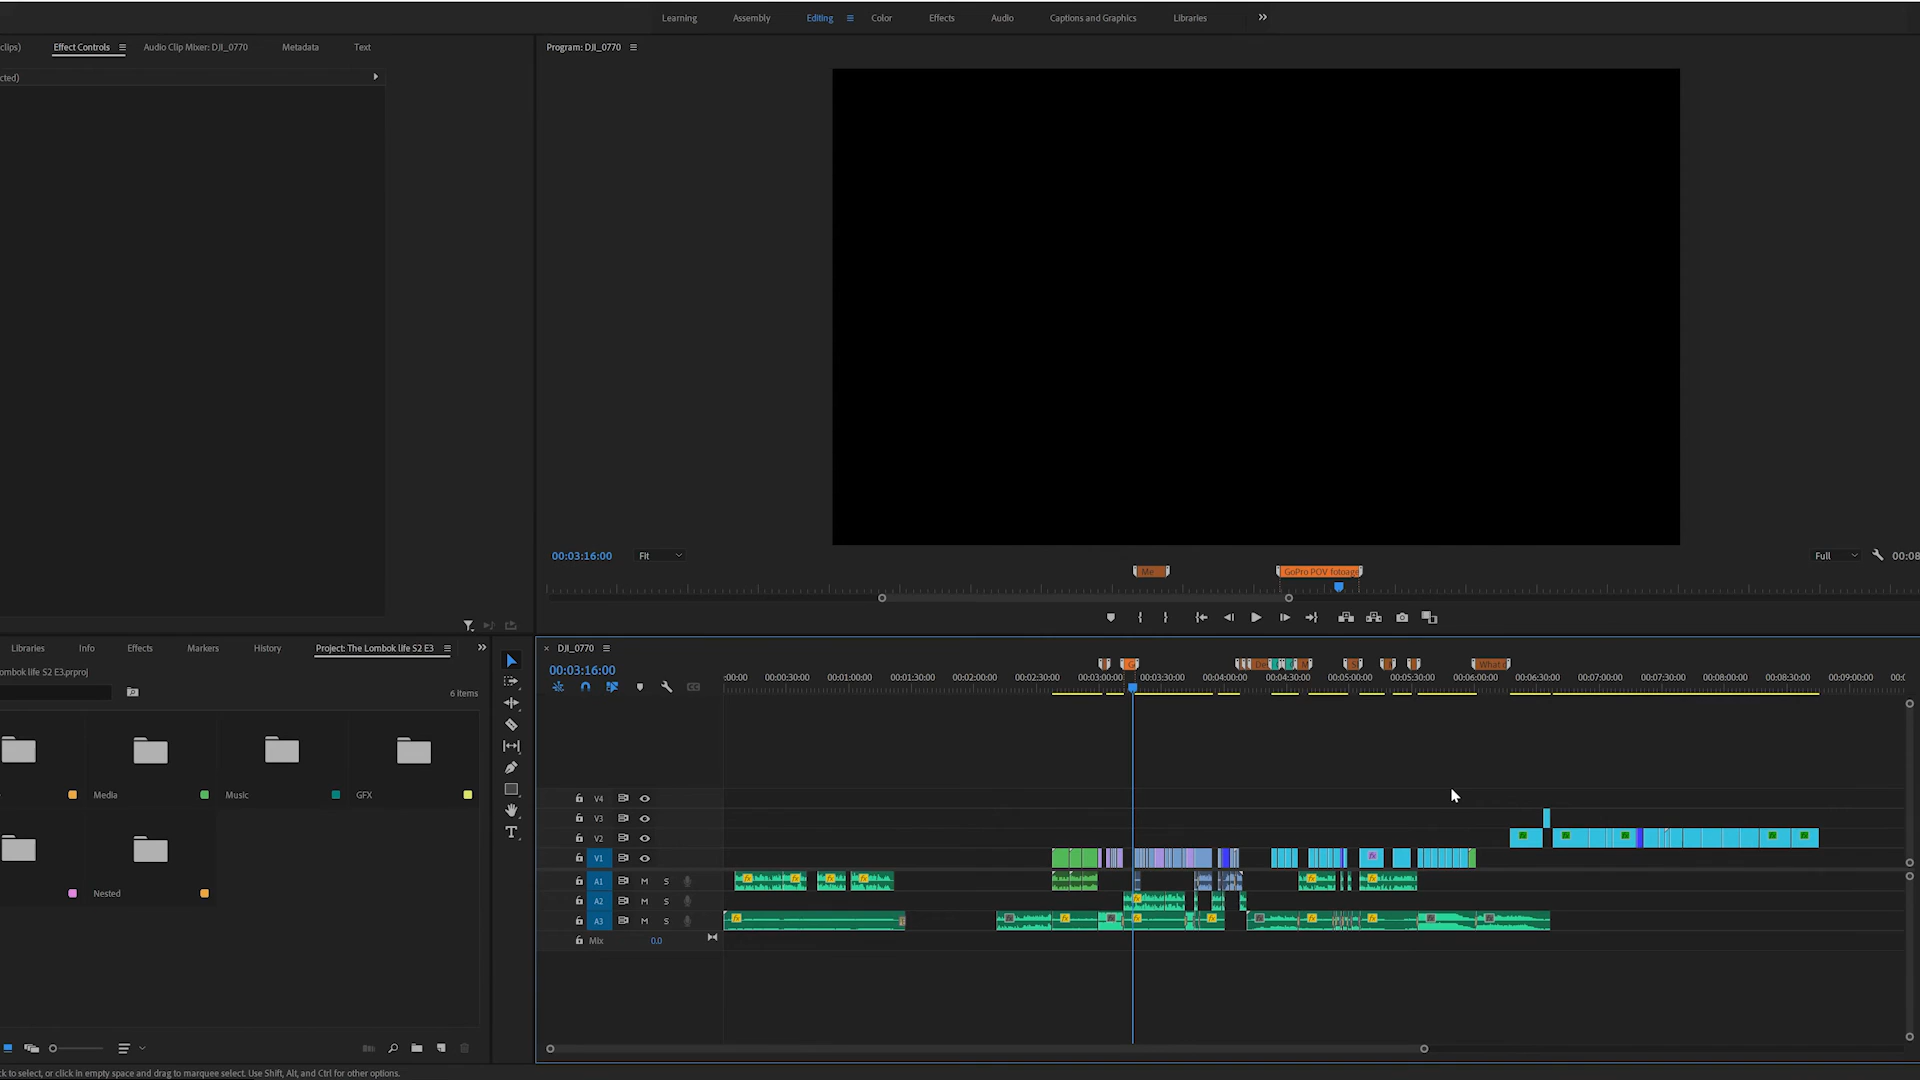 Learning Assembly Editing Color Effects Audio Captions and Graphics Libraries
clips) Effect Controls Audio Clip Mixer: DJI_0770 Metadata Text
Program: DJI_0770
cted)
00:03:16:00 Fit Full 00:08
Me GoPro POV fotoage
Libraries Info Effects Markers History Project: The Lombok life S2 E3
ombok life S2 E3.prproj
6 items
Media Music GFX
Nested
DJI_0770
00:03:16:00
What
:00:00 00:00:30:00 00:01:00:00 00:01:30:00 00:02:00:00 00:02:30:00 00:03:00:00 00:03:30:00 00:04:00:00 00:04:30:00 00:05:00:00 00:05:30:00 00:06:00:00 00:06:30:00 00:07:00:00 00:07:30:00 00:08:00:00 00:08:30:00 00:09:00:00 00:0
V4
V3
V2
V1
A1 M S
A2 M S
A3 M S
Mix 0.0
ck to select, or click in empty space and drag to marquee select. Use Shift, Alt, and Ctrl for other options.